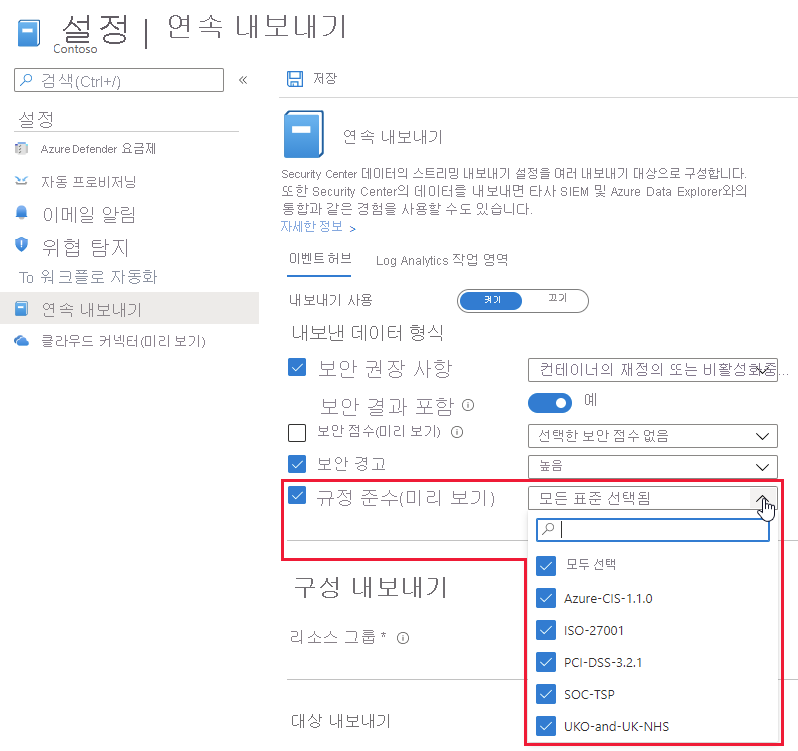 설정 | 연속 내보내기
Contoso
검색(Ctrl+/)
«
저장
설정
Azure Defender 요금제
자동 프로비저닝
이메일 알림
위협 탐지
To 워크플로 자동화
연속 내보내기
클라우드 커넥터(미리 보기)
연속 내보내기
Security Center 데이터의 스트리밍 내보내기 설정을 여러 내보내기 대상으로 구성합니다.
또한 Security Center의 데이터를 내보내면 타사 SIEM 및 Azure Data Explorer와의
통합과 같은 경험을 사용할 수도 있습니다.
자세한 정보 >
이벤트 허브
Log Analytics 작업 영역
내보내기 사용
켜기
끄기
내보낸 데이터 형식
보안 권장 사항
컨테이너의 재정의 또는 비활성화중...
보안 결과 포함
예
보안 점수(미리 보기)
선택한 보안 점수 없음
보안 경고
높음
규정 준수(미리 보기)
모든 표준 선택됨
모두 선택
Azure-CIS-1.1.0
ISO-27001
PCI-DSS-3.2.1
SOC-TSP
UKO-and-UK-NHS
구성 내보내기
리소스 그룹 *
대상 내보내기